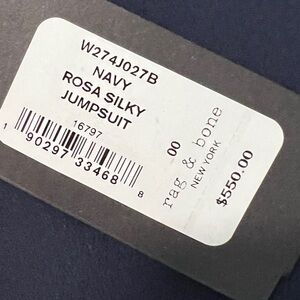 W274J027B
NAVY
ROSA SILKY
JUMPSUIT
16797
1 90297 33468 8
00
rag & bone
NEW YORK
$550.00